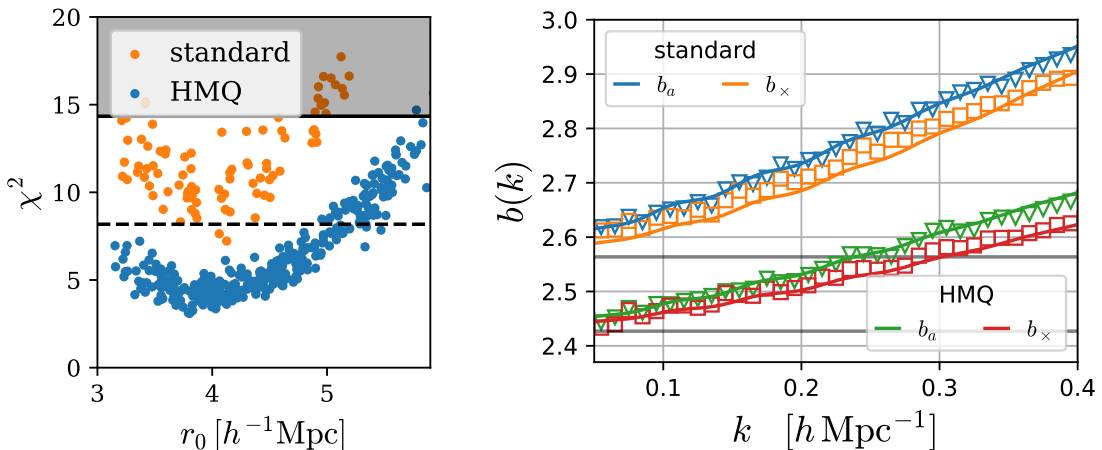 20
15
10
5
0
χ²
standard
HMQ
3
4
5
r₀ [h⁻¹Mpc]
3.0
2.9
2.8
2.7
2.6
2.5
2.4
b(k)
standard
bₐ b×
HMQ
bₐ b×
0.1
0.2
0.3
0.4
k [h Mpc⁻¹]